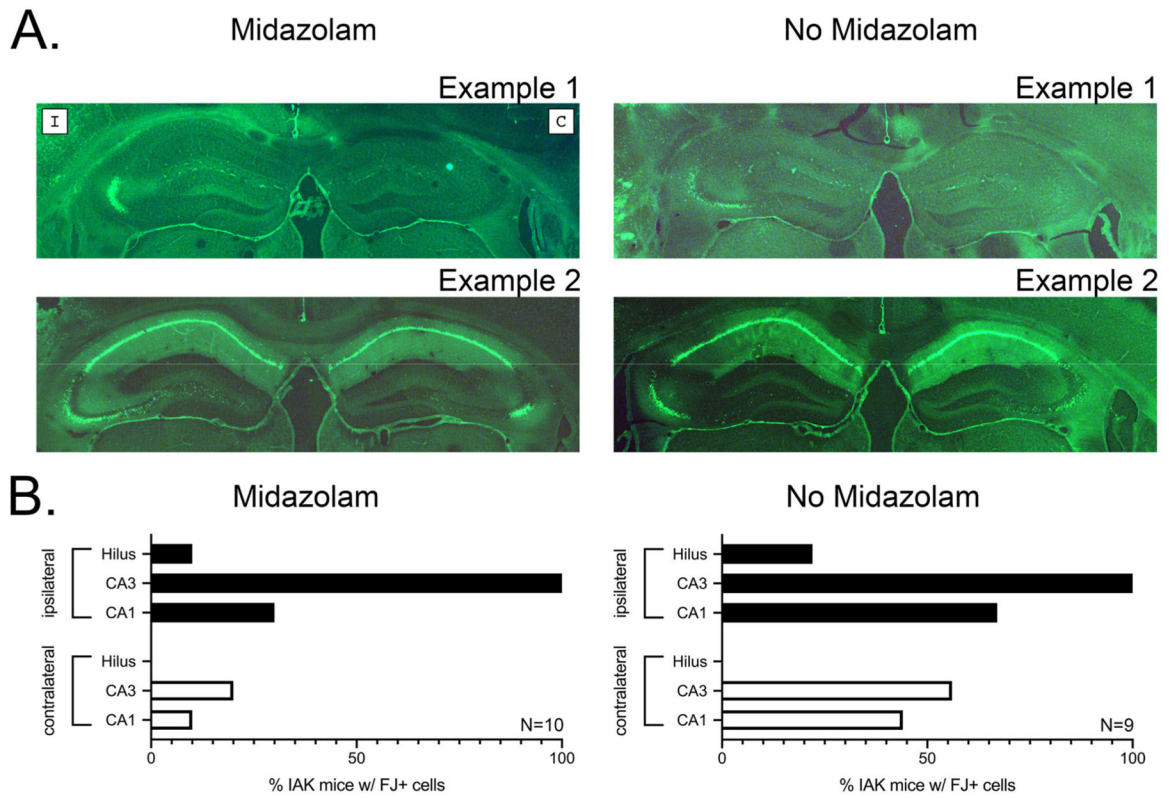 A.
Midazolam
No Midazolam
Example 1
Example 1
I
C
Example 2
Example 2
B.
Midazolam
No Midazolam
ipsilateral
Hilus
CA3
CA1
contralateral
Hilus
CA3
CA1
N=10
0
50
100
% IAK mice w/ FJ+ cells
ipsilateral
Hilus
CA3
CA1
contralateral
Hilus
CA3
CA1
N=9
0
50
100
% IAK mice w/ FJ+ cells